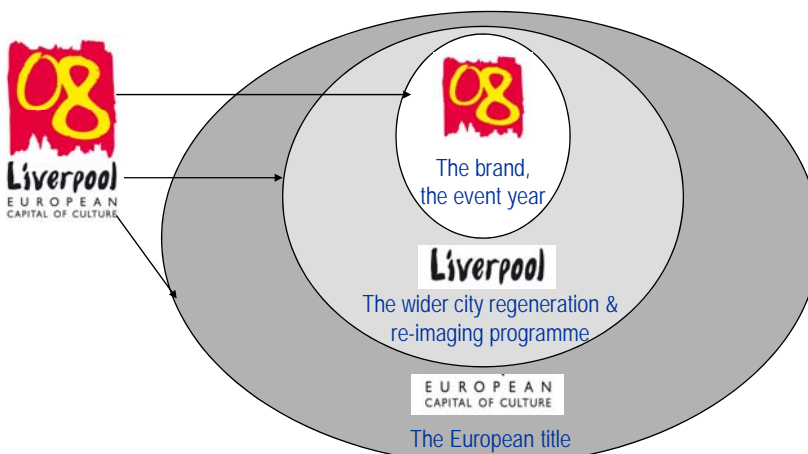 08
Liverpool
EUROPEAN
CAPITAL OF CULTURE
08
The brand,
the event year
Liverpool
The wider city regeneration &
re-imaging programme
EUROPEAN
CAPITAL OF CULTURE
The European title